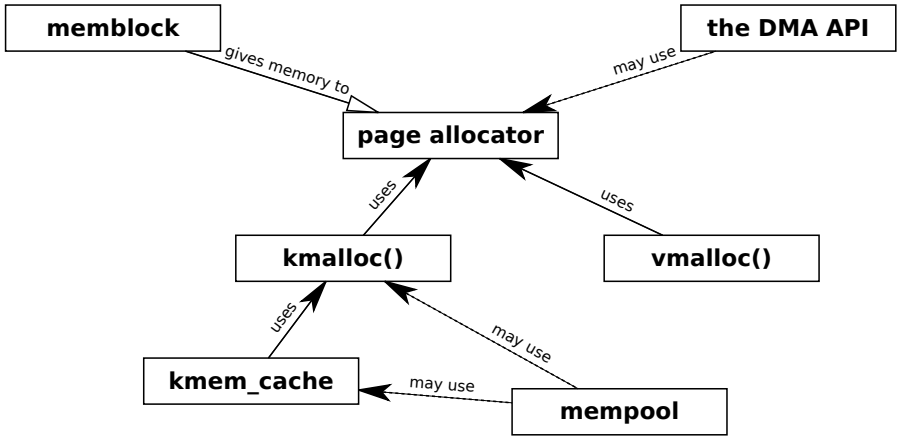 memblock
the DMA API
gives memory to
may use
page allocator
uses
uses
kmalloc()
vmalloc()
uses
may use
kmem_cache
may use
mempool